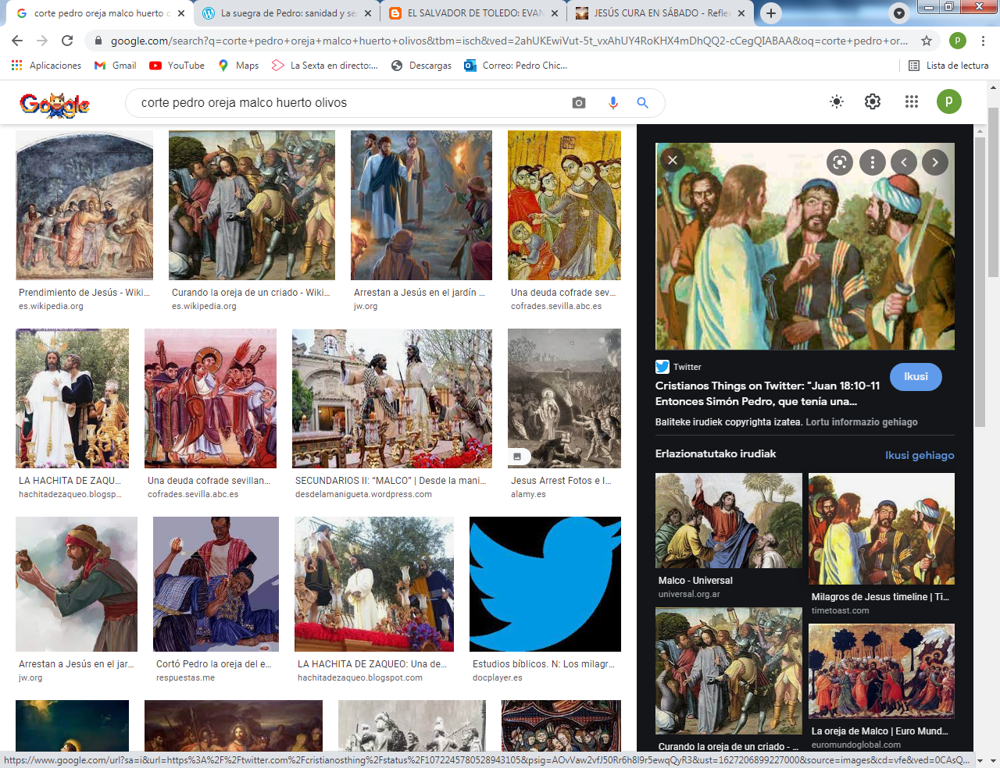 corte pedro oreja malco huerto o
La suegra de Pedro: sanidad y se
EL SALVADOR DE TOLEDO: EVAN
JESÚS CURA EN SÁBADO - Refle
google.com/search?q=corte+pedro+oreja+malco+huerto+olivos&tbm=isch&ved=2ahUKEwiVut-5t_vxAhUY4RoKHX4mDhQQ2-cCegQIABAA&oq=corte+pedro+or...
p
Aplicaciones
Gmail
YouTube
Maps
La Sexta en directo:...
Descargas
Correo: Pedro Chic...
Lista de lectura
Google
corte pedro oreja malco huerto olivos
p
Prendimiento de Jesús - Wiki...
es.wikipedia.org
Curando la oreja de un criado - Wiki...
es.wikipedia.org
Arrestan a Jesús en el jardín ...
jw.org
Una deuda cofrade sev...
cofrades.sevilla.abc.es
LA HACHITA DE ZAQU...
hachitadezaqueo.blogsp...
Una deuda cofrade sevillan...
cofrades.sevilla.abc.es
SECUNDARIOS II: “MALCO” | Desde la mani...
desdelamanigueta.wordpress.com
Jesus Arrest Fotos e I...
alamy.es
Arrestan a Jesús en el jar...
jw.org
Cortó Pedro la oreja del e...
respuestas.me
LA HACHITA DE ZAQUEO: Una de...
hachitadezaqueo.blogspot.com
Estudios bíblicos. N: Los milagr...
docplayer.es
Twitter
Cristianos Things on Twitter: "Juan 18:10-11
Entonces Simón Pedro, que tenía una...
Ikusi
Baliteke irudiek copyrighta izatea. Lortu informazio gehiago
Erlazionatutako irudiak
Ikusi gehiago
Malco - Universal
universal.org.ar
Milagros de Jesus timeline | Ti...
timetoast.com
Curando la oreja de un criado - ...
La oreja de Malco | Euro Mund...
euromundoglobal.com
https://www.google.com/url?sa=i&url=https%3A%2F%2Ftwitter.com%2Fcristianosthing%2Fstatus%2F1072245780528943105&psig=AOvVaw2vfJ50Rr6h8l9r5ewqQyR3&ust=1627206899227000&source=images&cd=vfe&ved=0CAsQ...